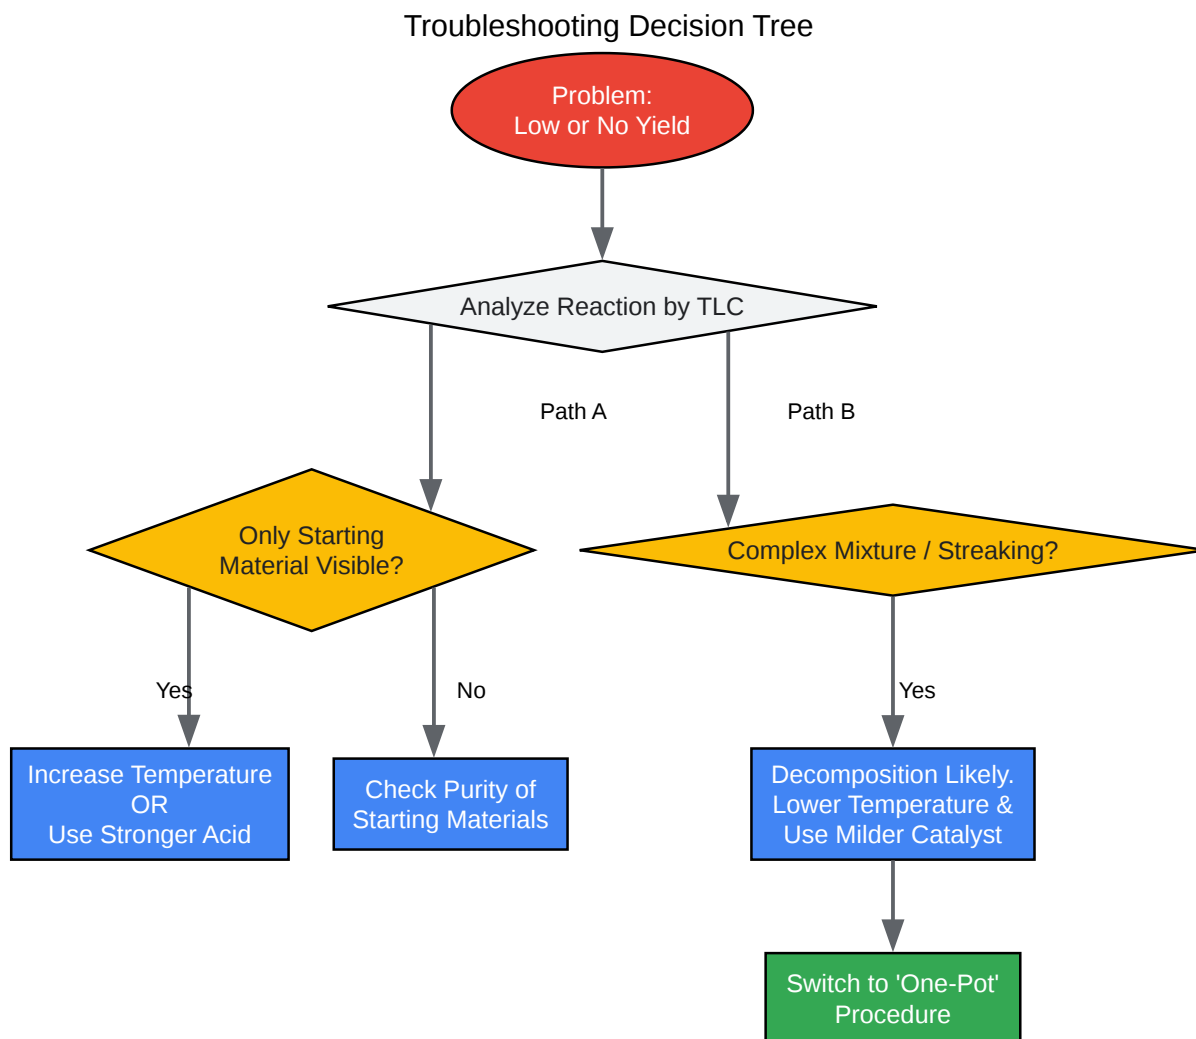 Troubleshooting Decision Tree
Problem:
Low or No Yield
Analyze Reaction by TLC
Path A
Path B
Only Starting
Material Visible?
Complex Mixture / Streaking?
Yes
No
Yes
Increase Temperature
OR
Use Stronger Acid
Check Purity of
Starting Materials
Decomposition Likely.
Lower Temperature &
Use Milder Catalyst
Switch to 'One-Pot'
Procedure